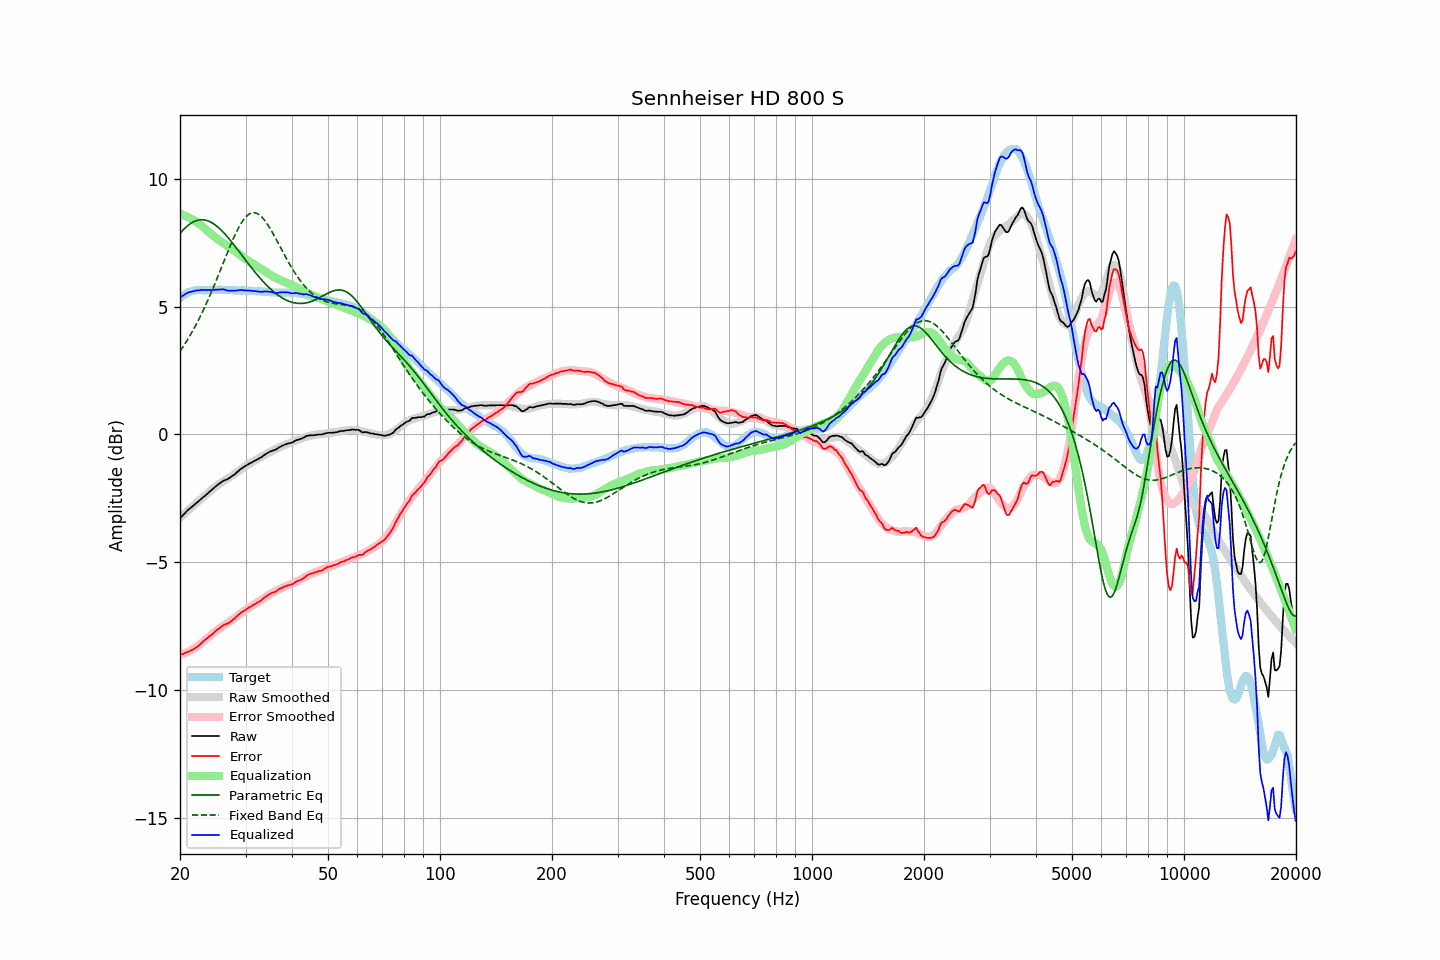 Sennheiser HD 800 S
Amplitude (dBr)
10
5
0
−5
−10
−15
Target
Raw Smoothed
Error Smoothed
Raw
Error
Equalization
Parametric Eq
Fixed Band Eq
Equalized
20 50 100 200 500 1000 2000 5000 10000 20000
Frequency (Hz)